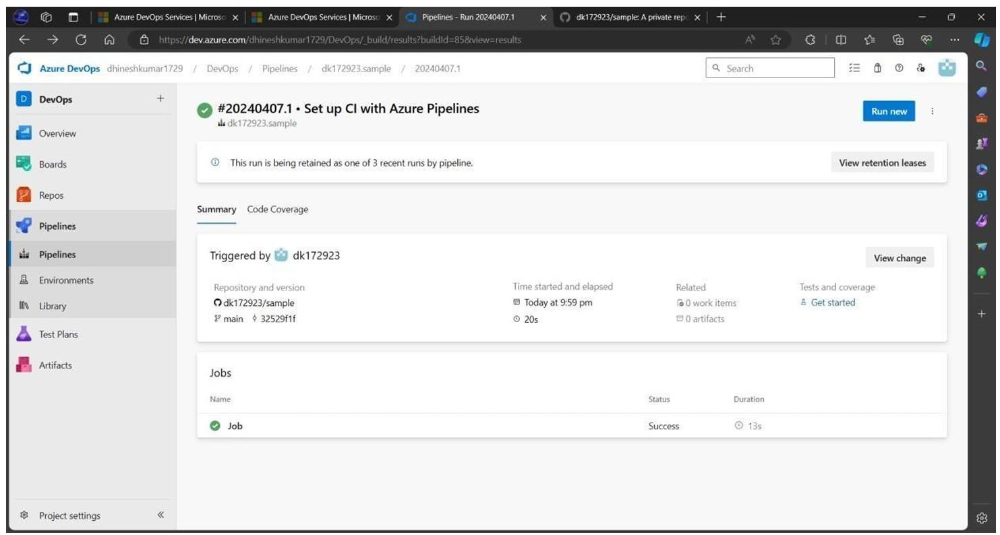 Azure DevOps Services | Microso
Azure DevOps Services | Microso
Pipelines - Run 20240407.1
dk172923/sample: A private repo
https://dev.azure.com/dhineshkumar1729/DevOps/_build/results?buildId=85&view=results
Azure DevOps dhineshkumar1729 / DevOps / Pipelines / dk172923.sample / 20240407.1
Search
D DevOps
Overview
Boards
Repos
Pipelines
Pipelines
Environments
Library
Test Plans
Artifacts
Project settings
#20240407.1 • Set up CI with Azure Pipelines
dk172923.sample
Run new
This run is being retained as one of 3 recent runs by pipeline.
View retention leases
Summary Code Coverage
Triggered by dk172923
View change
Repository and version
dk172923/sample
main 32529f1f
Time started and elapsed
Today at 9:59 pm
20s
Related
0 work items
0 artifacts
Tests and coverage
Get started
Jobs
Name Status Duration
Job Success 13s